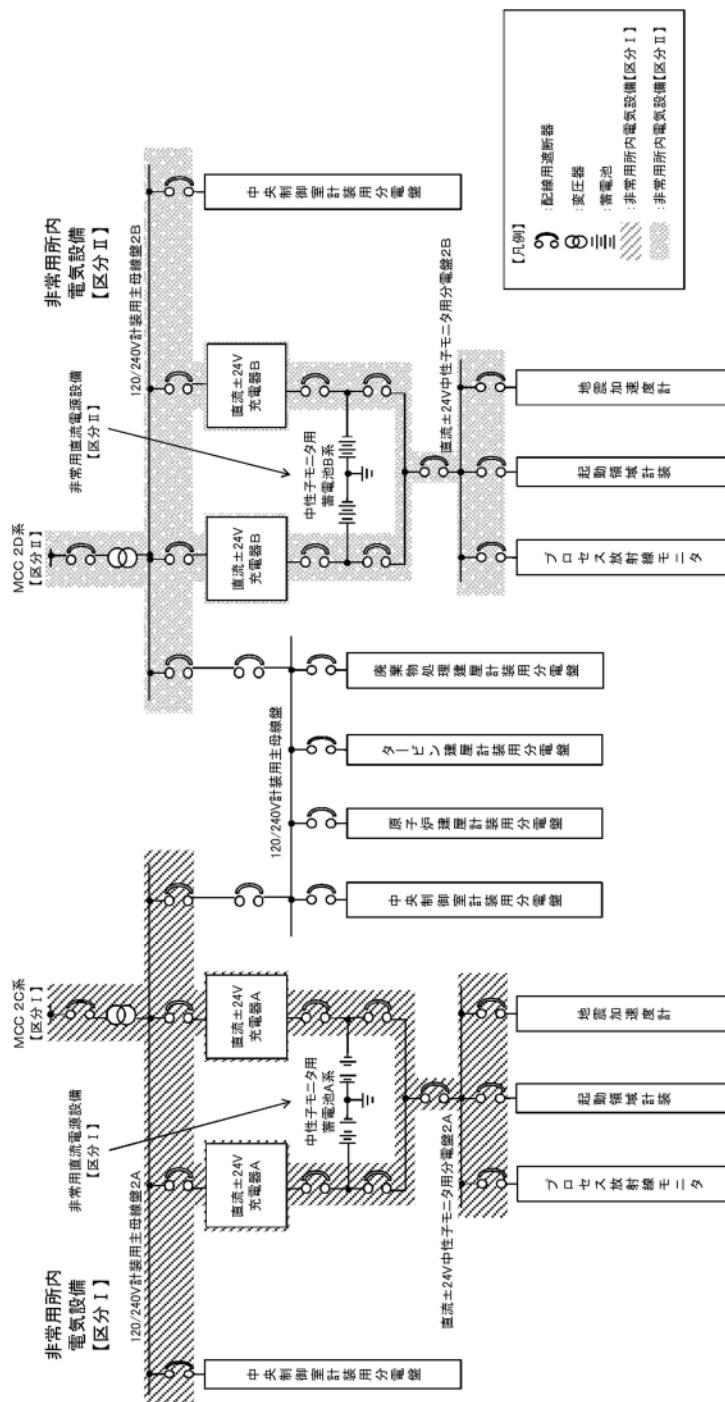 非常用所内
電気設備
【区分Ⅰ】
MCC 2C系
【区分Ⅰ】
非常用直流電源設備
【区分Ⅰ】
120/240V計装用主母線盤2A
直流±24V
充電器A
直流±24V
充電器A
中性子モニタ用
蓄電池A系
直流±24V中性子モニタ用分電盤2A
中央制御室計装用分電盤
プロセス放射線モニタ
起動領域計装
地震加速度計
120/240V計装用主母線盤
中央制御室計装用分電盤
原子炉建屋計装用分電盤
タービン建屋計装用分電盤
廃棄物処理建屋計装用分電盤
MCC 2D系
【区分Ⅱ】
非常用直流電源設備
【区分Ⅱ】
非常用所内
電気設備
【区分Ⅱ】
120/240V計装用主母線盤2B
直流±24V
充電器B
直流±24V
充電器B
中性子モニタ用
蓄電池B系
直流±24V中性子モニタ用分電盤2B
中央制御室計装用分電盤
プロセス放射線モニタ
起動領域計装
地震加速度計
【凡例】
:配線用遮断器
:変圧器
:蓄電池
:非常用所内電気設備【区分Ⅰ】
:非常用所内電気設備【区分Ⅱ】